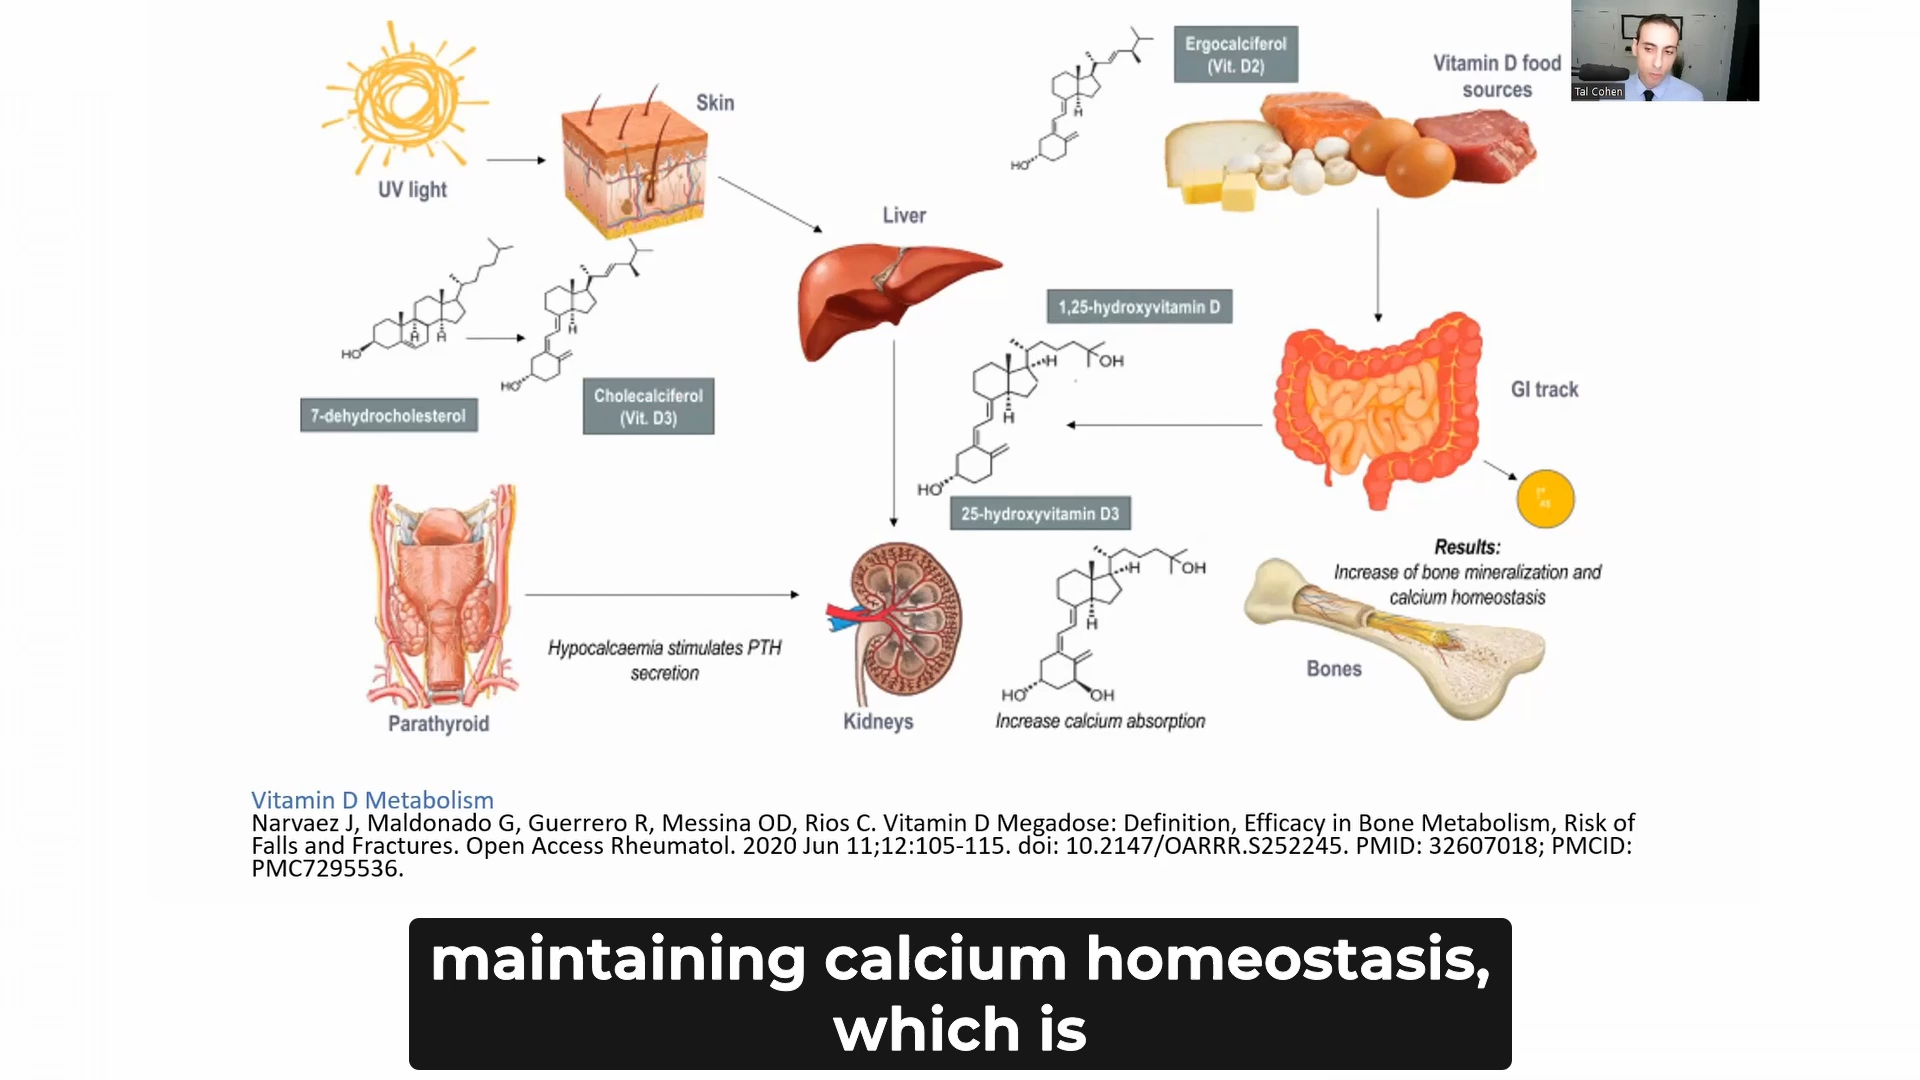 UV light
Skin
Ergocalciferol
(Vit. D2)
Vitamin D food
sources
Tal Cohen
HO
H
Liver
HO
H
H
HO
H
7-dehydrocholesterol
Cholecalciferol
(Vit. D3)
1,25-hydroxyvitamin D
H
OH
H
HO
GI track
25-hydroxyvitamin D3
Parathyroid
Hypocalcaemia stimulates PTH
secretion
Kidneys
H
OH
H
HO
OH
Increase calcium absorption
Results:
Increase of bone mineralization and
calcium homeostasis
Bones
Vitamin D Metabolism
Narvaez J, Maldonado G, Guerrero R, Messina OD, Rios C. Vitamin D Megadose: Definition, Efficacy in Bone Metabolism, Risk of
Falls and Fractures. Open Access Rheumatol. 2020 Jun 11;12:105-115. doi: 10.2147/OARRR.S252245. PMID: 32607018; PMCID:
PMC7295536.
maintaining calcium homeostasis,
which is